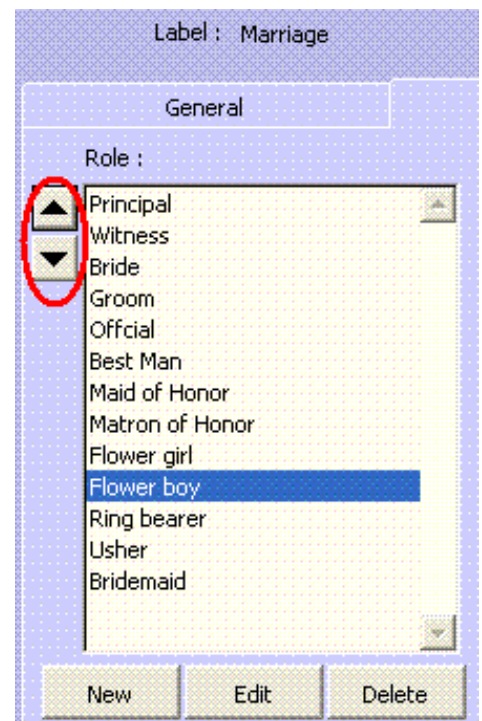 Label : Marriage
General
Role :
Principal
Witness
Bride
Groom
Offcial
Best Man
Maid of Honor
Matron of Honor
Flower girl
Flower boy
Ring bearer
Usher
Bridemaid
New Edit Delete